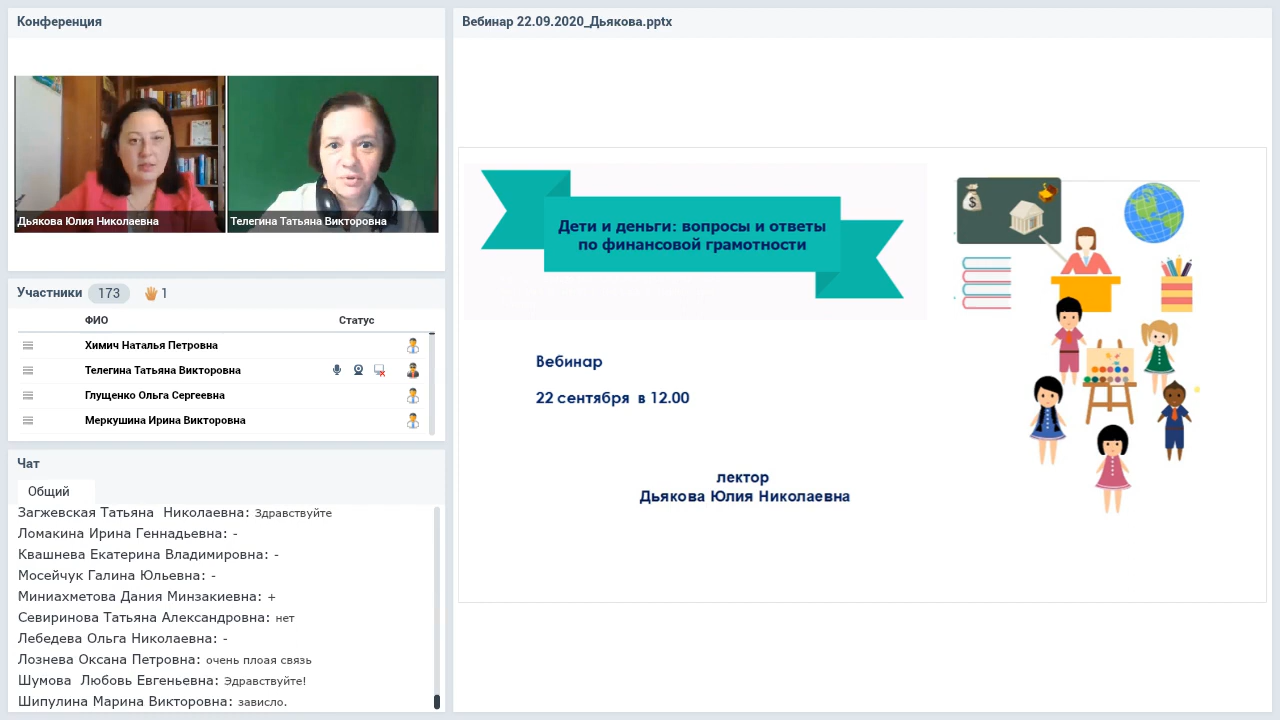 Конференция
Дьякова Юлия Николаевна
Телегина Татьяна Викторовна
Участники 173 1
ФИО Статус
Химич Наталья Петровна
Телегина Татьяна Викторовна
Глущенко Ольга Сергеевна
Меркушина Ирина Викторовна
Чат
Общий
Загжевская Татьяна Николаевна: Здравствуйте
Ломакина Ирина Геннадьевна: -
Квашнева Екатерина Владимировна: -
Мосейчук Галина Юльевна: -
Миниахметова Дания Минзакиевна: +
Севиринова Татьяна Александровна: нет
Лебедева Ольга Николаевна: -
Лознева Оксана Петровна: очень плоая связь
Шумова Любовь Евгеньевна: Здравствуйте!
Шипулина Марина Викторовна: зависло.
Вебинар 22.09.2020_Дьякова.pptx
Дети и деньги: вопросы и ответы
по финансовой грамотности
$
Вебинар
22 сентября в 12.00
лектор
Дьякова Юлия Николаевна